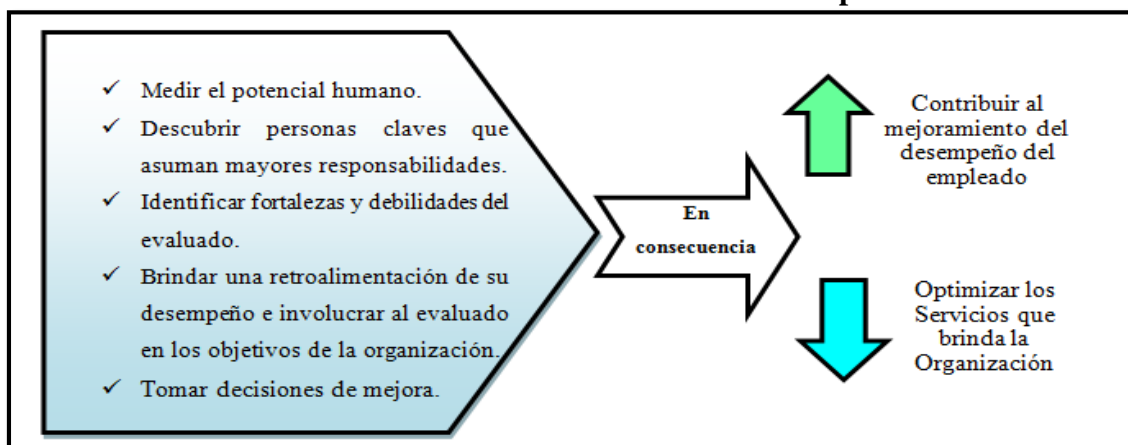 ✓ Medir el potencial humano.
✓ Descubrir personas claves que
asuman mayores responsabilidades.
✓ Identificar fortalezas y debilidades del
evaluado.
✓ Brindar una retroalimentación de su
desempeño e involucrar al evaluado
en los objetivos de la organización.
✓ Tomar decisiones de mejora.
En
consecuencia
Contribuir al
mejoramiento del
desempeño del
empleado
Optimizar los
Servicios que
brinda la
Organización